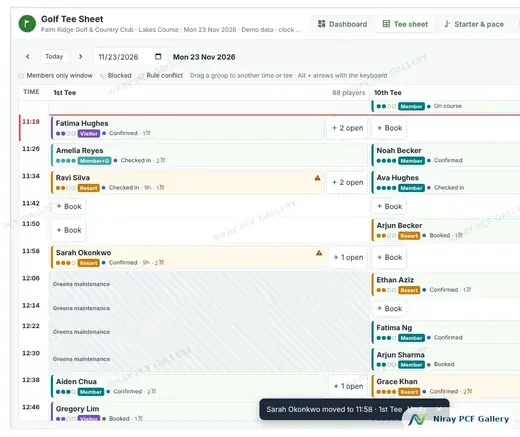 Golf Tee Sheet
Palm Ridge Golf & Country Club · Lakes Course · Mon 23 Nov 2026 · Demo data · clock ...
Dashboard
Tee sheet
Starter & pace
Today
11/23/2026
Mon 23 Nov 2026
Members only window
Blocked
Rule conflict
Drag a group to another time or tee · Alt + arrows with the keyboard
TIME
1st Tee
88 players
10th Tee
Member On course
11:18
Fatima Hughes
Visitor Confirmed · 1
+ 2 open
+ Book
11:26
Amelia Reyes
Member+G Checked in · 2
Noah Becker
Member Confirmed
11:34
Ravi Silva
Resort Checked in · 9h · 1
+ 2 open
Ava Hughes
Member Checked in
11:42
+ Book
+ Book
11:50
+ Book
Arjun Becker
Resort Booked · 1
11:58
Sarah Okonkwo
Resort Confirmed · 9h · 2
+ 1 open
+ Book
12:06
Greens maintenance
Ethan Aziz
Resort Confirmed · 1
12:14
Greens maintenance
+ Book
12:22
Greens maintenance
Fatima Ng
Member Confirmed
12:30
Greens maintenance
Arjun Sharma
Member Booked
12:38
Aiden Chua
Member Confirmed · 2
+ 1 open
Grace Khan
Resort Confirmed · 2
12:46
Gregory Lim
Visitor Booked · 1
Sarah Okonkwo moved to 11:58 · 1st Tee
NIRAY PCF GALLERY
Niray PCF Gallery